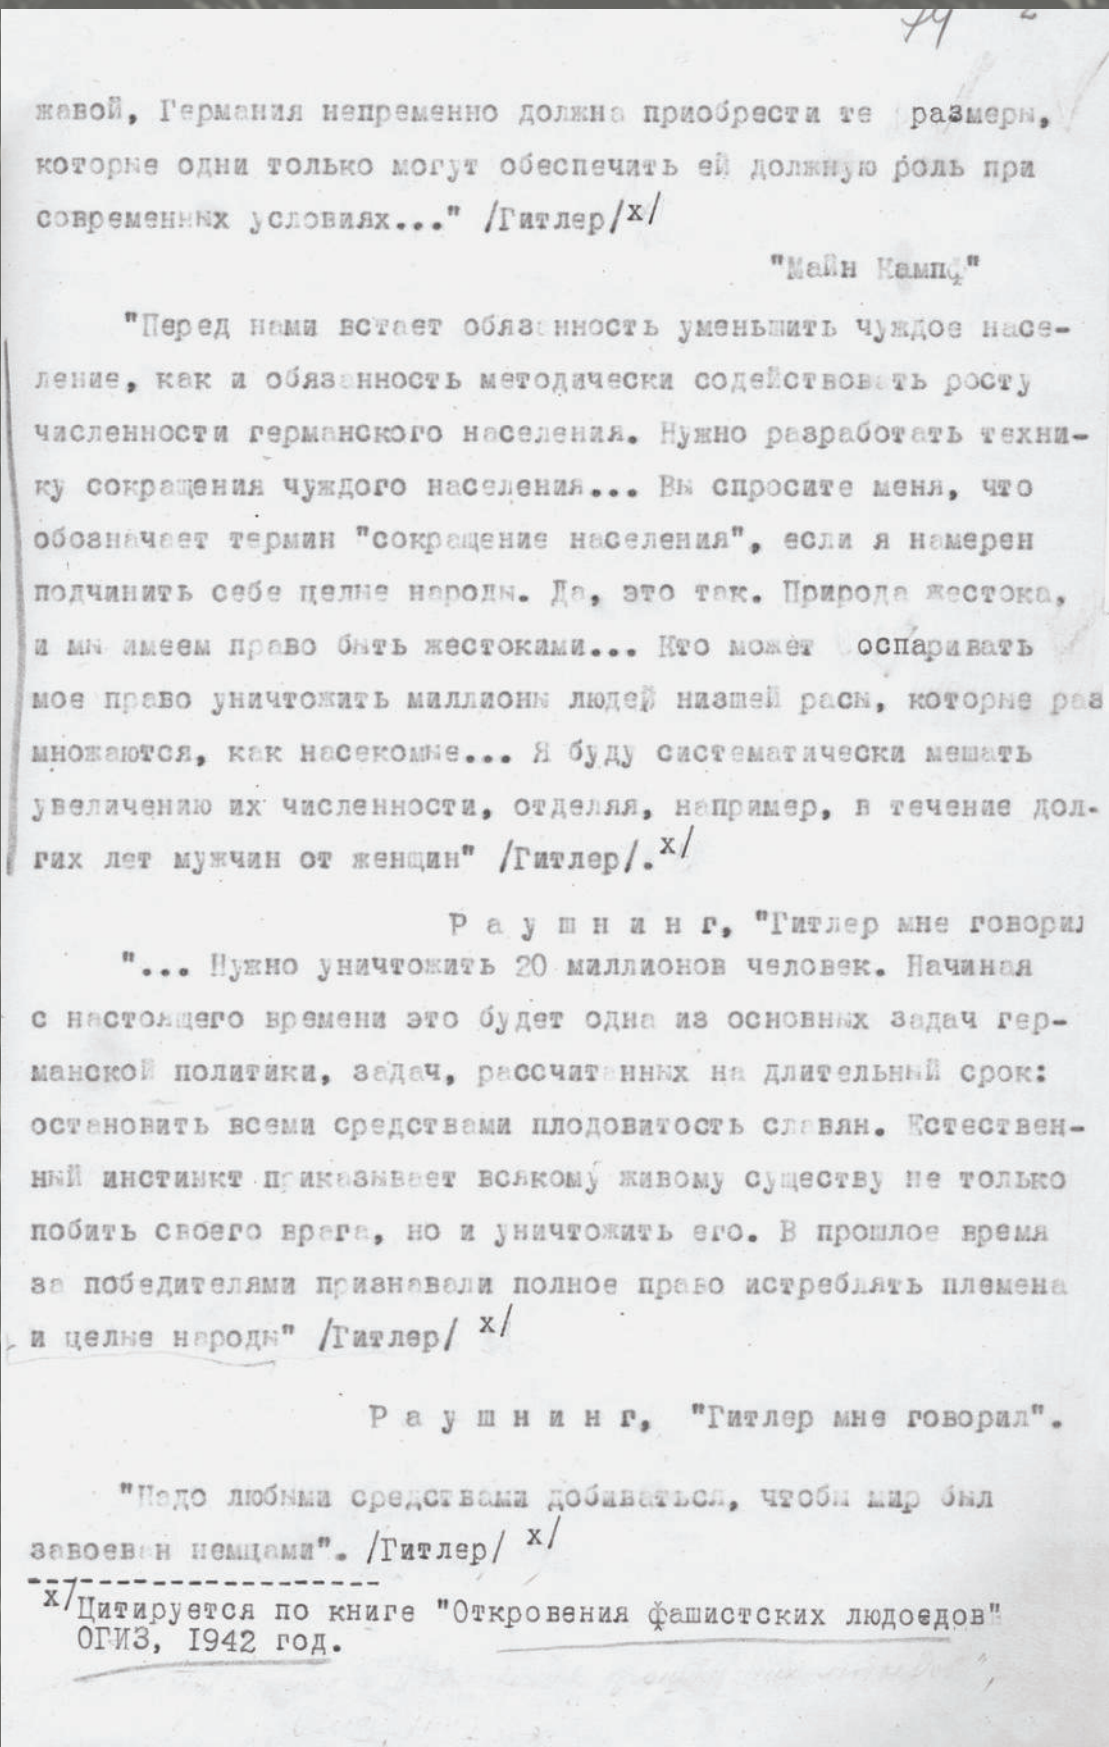 74 2
жавой, Германия непременно должна приобрести те размеры,
которые одни только могут обеспечить ей должную роль при
современных условиях..." /Гитлер/х/
"Майн Кампф"
"Перед нами встает обязанность уменьшить чуждое насе-
ление, как и обязанность методически содействовать росту
численности германского населения. Нужно разработать техни-
ку сокращения чуждого населения... Вы спросите меня, что
обозначает термин "сокращение населения", если я намерен
подчинить себе целые народы. Да, это так. Природа жестока,
и мы имеем право быть жестокими... Кто может оспаривать
мое право уничтожить миллионы людей низшей расы, которые раз
множаются, как насекомые... Я буду систематически мешать
увеличению их численности, отделяя, например, в течение дол-
гих лет мужчин от женщин" /Гитлер/.х/
Р а у ш н и н г, "Гитлер мне говорил
"... Нужно уничтожить 20 миллионов человек. Начиная
с настоящего времени это будет одна из основных задач гер-
манской политики, задач, рассчитанных на длительный срок:
остановить всеми средствами плодовитость славян. Естествен-
ный инстинкт приказывает всякому живому существу не только
побить своего врага, но и уничтожить его. В прошлое время
за победителями признавали полное право истреблять племена
и целые народы" /Гитлер/ х/
Р а у ш н и н г, "Гитлер мне говорил".
"Надо любыми средствами добиваться, чтобы мир был
завоеван немцами". /Гитлер/ х/
х/Цитируется по книге "Откровения фашистских людоедов"
ОГИЗ, 1942 год.